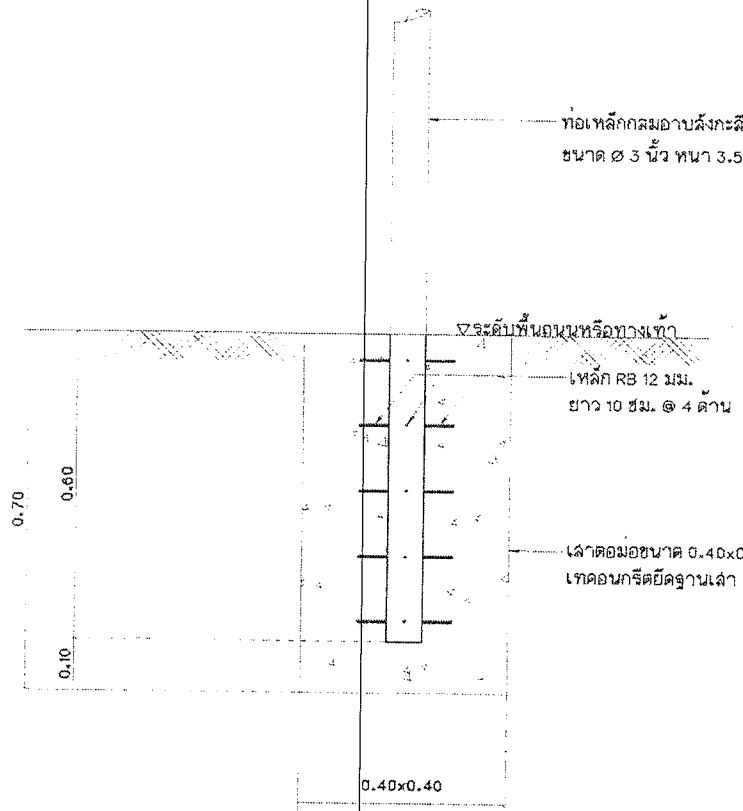 ท่อเหล็กกลมอาบสังกะสี
ขนาด Ø 3 นิ้ว หนา 3.5
▽ระดับพื้นถนนหรือทางเท้า
เหล็ก RB 12 มม.
ยาว 10 ซม. @ 4 ด้าน
0.60
0.70
เสาตอม่อขนาด 0.40x0
เทคอนกรีตยึดฐานเสา
0.10
0.40x0.40